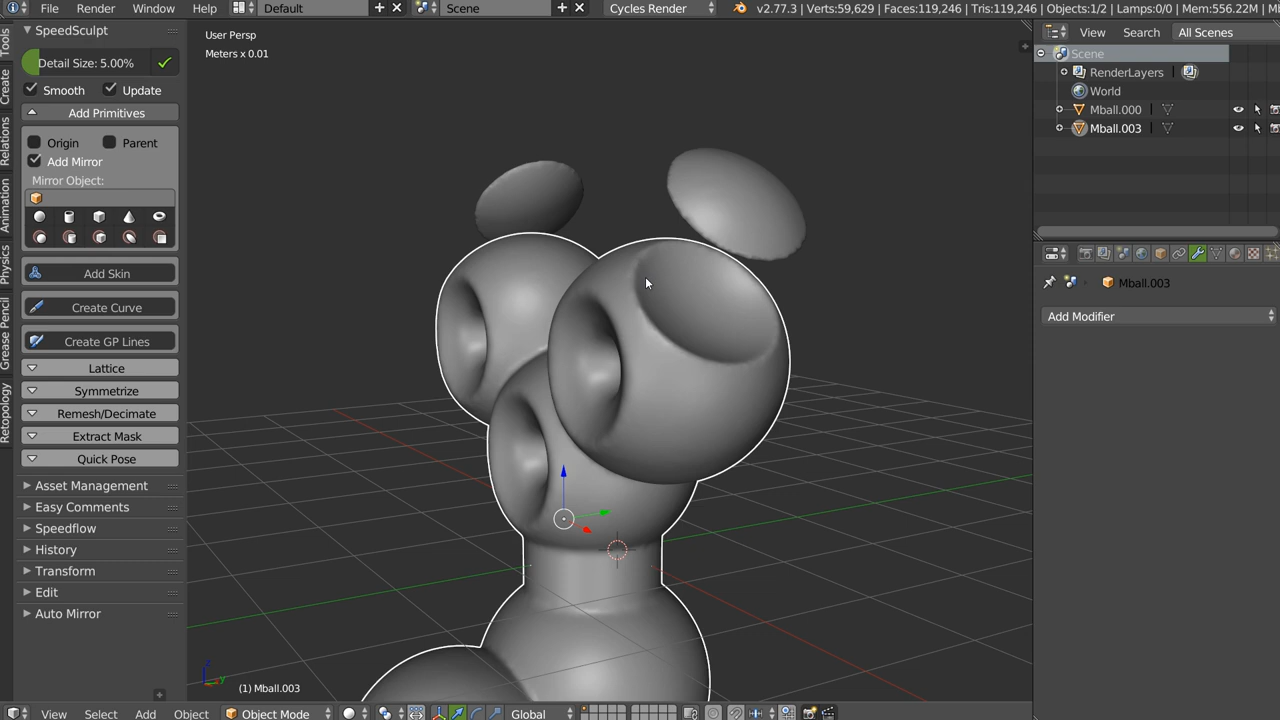 File Render Window Help Default Scene Cycles Render v2.77.3 | Verts:59,629 | Faces:119,246 | Tris:119,246 | Objects:1/2 | Lamps:0/0 | Mem:556.22M |
SpeedSculpt
Detail Size: 5.00%
Smooth Update
Add Primitives
Origin Parent
Add Mirror
Mirror Object:
Add Skin
Create Curve
Create GP Lines
Lattice
Symmetrize
Remesh/Decimate
Extract Mask
Quick Pose
Asset Management
Easy Comments
Speedflow
History
Transform
Edit
Auto Mirror
Tools
Create
Relations
Animation
Physics
Grease Pencil
Retopology
User Persp
Meters x 0.01
(1) Mball.003
View Select Add Object Object Mode Global
View Search All Scenes
Scene
RenderLayers
World
Mball.000
Mball.003
Mball.003
Add Modifier